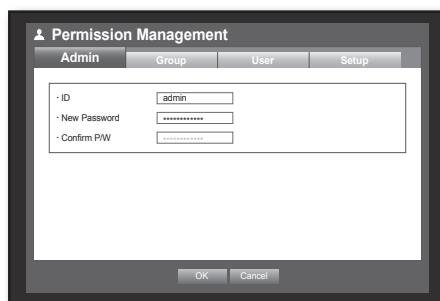 Permission Management
Admin Group User Setup
· ID admin
· New Password ************
· Confirm P/W ************
OK Cancel